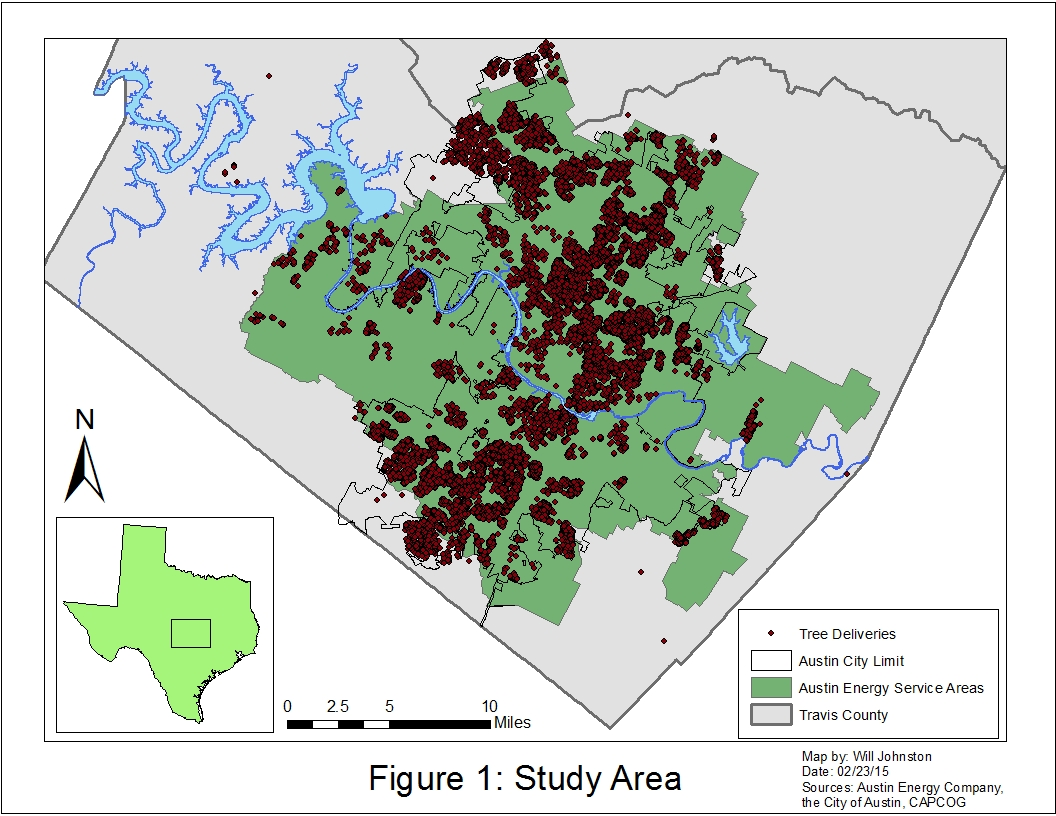 N
0 2.5 5 10
Miles
Tree Deliveries
Austin City Limit
Austin Energy Service Areas
Travis County
Figure 1: Study Area
Map by: Will Johnston
Date: 02/23/15
Sources: Austin Energy Company,
the City of Austin, CAPCOG